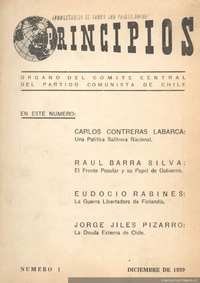 ¡PROLETARIOS DE TODOS LOS PAISES, UNIOS!
PRINCIPIOS
ORGANO DEL COMITE CENTRAL
DEL PARTIDO COMUNISTA DE CHILE
EN ESTE NUMERO:
CARLOS CONTRERAS LABARCA:
Una Política Salitrera Nacional.
RAUL BARRA SILVA:
El Frente Popular y su Papel de Gobierno.
EUDOCIO RABINES:
La Guerra Libertadora de Finlandia.
JORGE JILES PIZARRO:
La Deuda Externa de Chile.
NUMERO 1
DICIEMBRE DE 1939